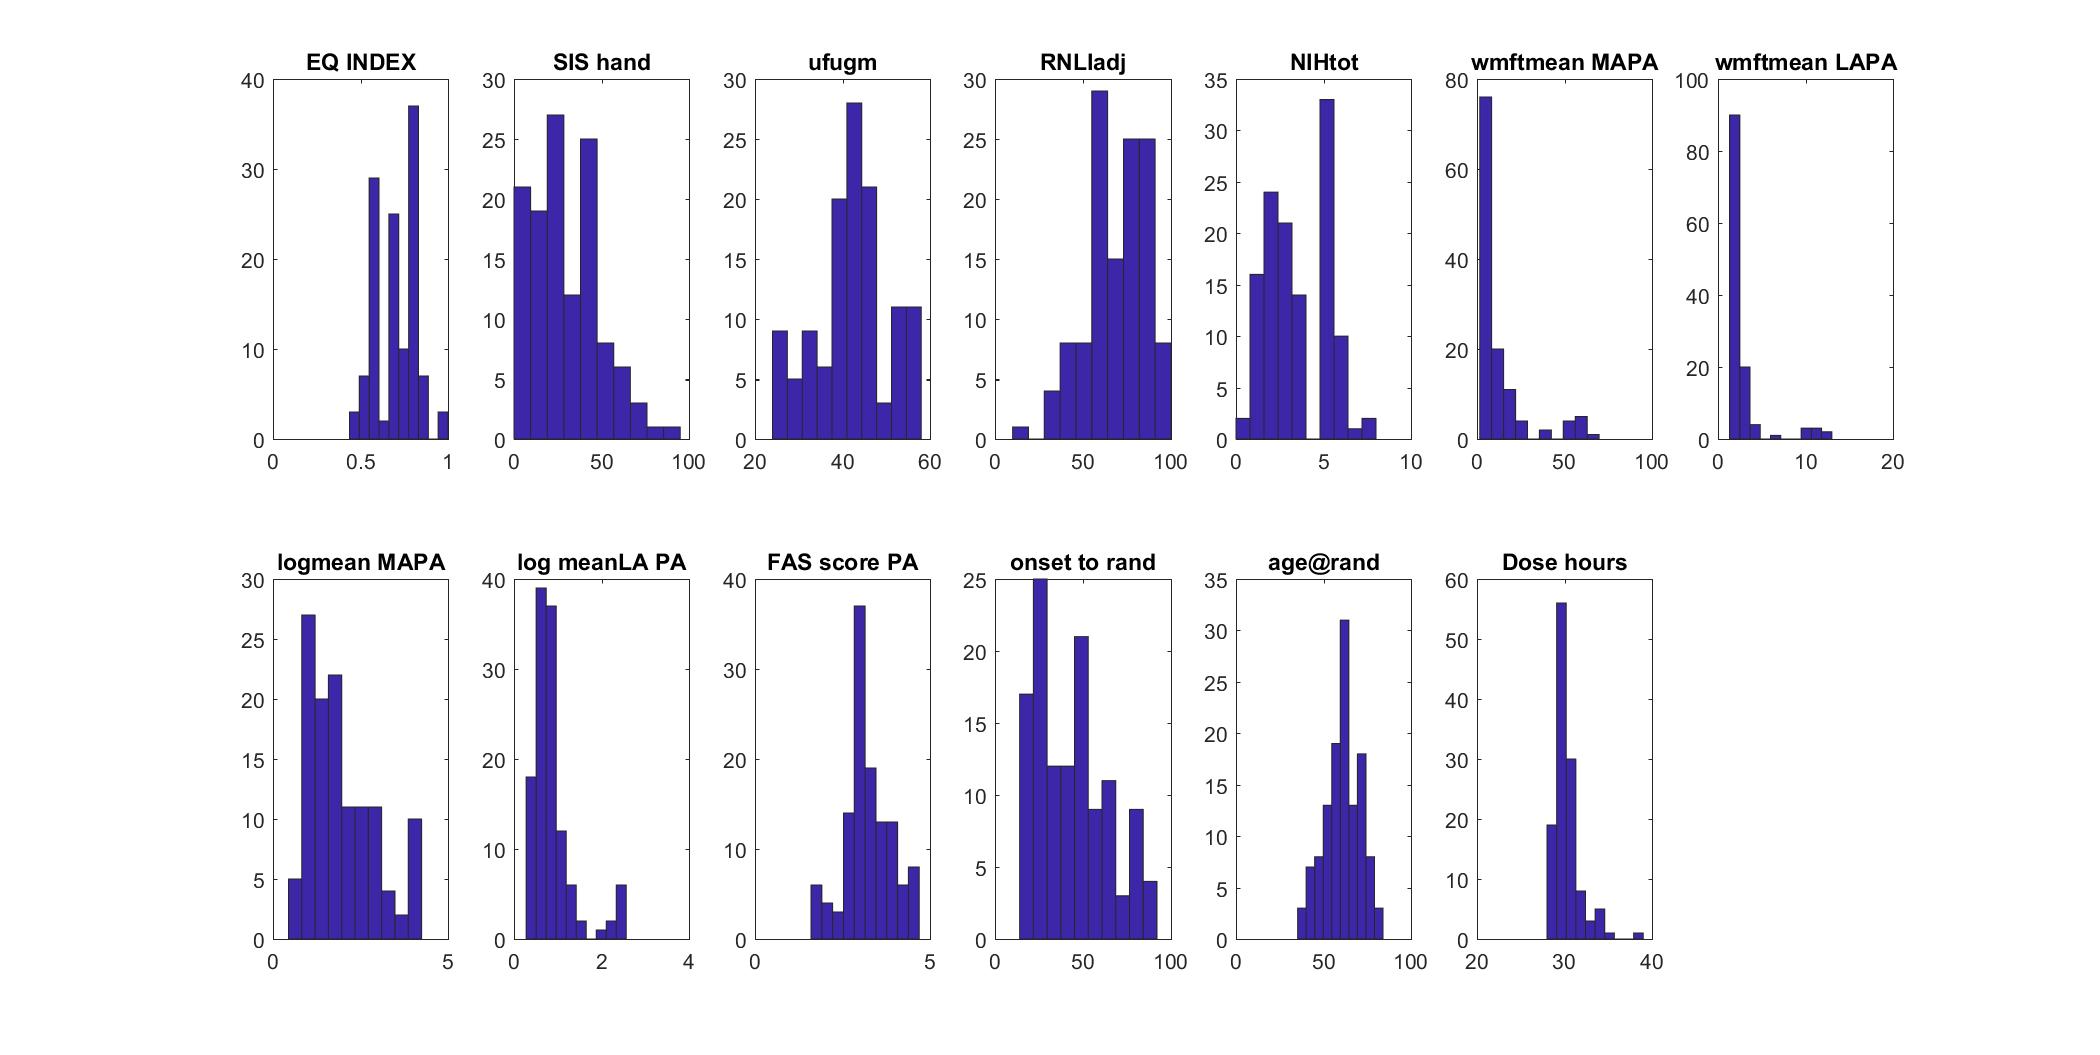 EQ INDEX SIS hand ufugm RNLIadj NIHtot wmftmean MAPA wmftmean LAPA
40 30 30 30 35 80 100
30 25 25 25 30 60 80
20 20 20 20 25 40 60
10 15 15 15 20 20 40
0 10 10 10 15 0 20
5 5 5 10 0
0 0 0 5
0
0 0.5 1 0 50 100 20 40 60 0 50 100 0 5 10 0 50 100 0 10 20
logmean MAPA log meanLA PA FAS score PA onset to rand age@rand Dose hours
30 40 40 25 35 60
25 30 30 20 30 50
20 20 20 15 25 40
15 10 10 10 20 30
10 0 0 5 15 20
5 0 10 10
0 5 0
0
0 5 0 2 4 0 5 0 50 100 0 50 100 20 30 40